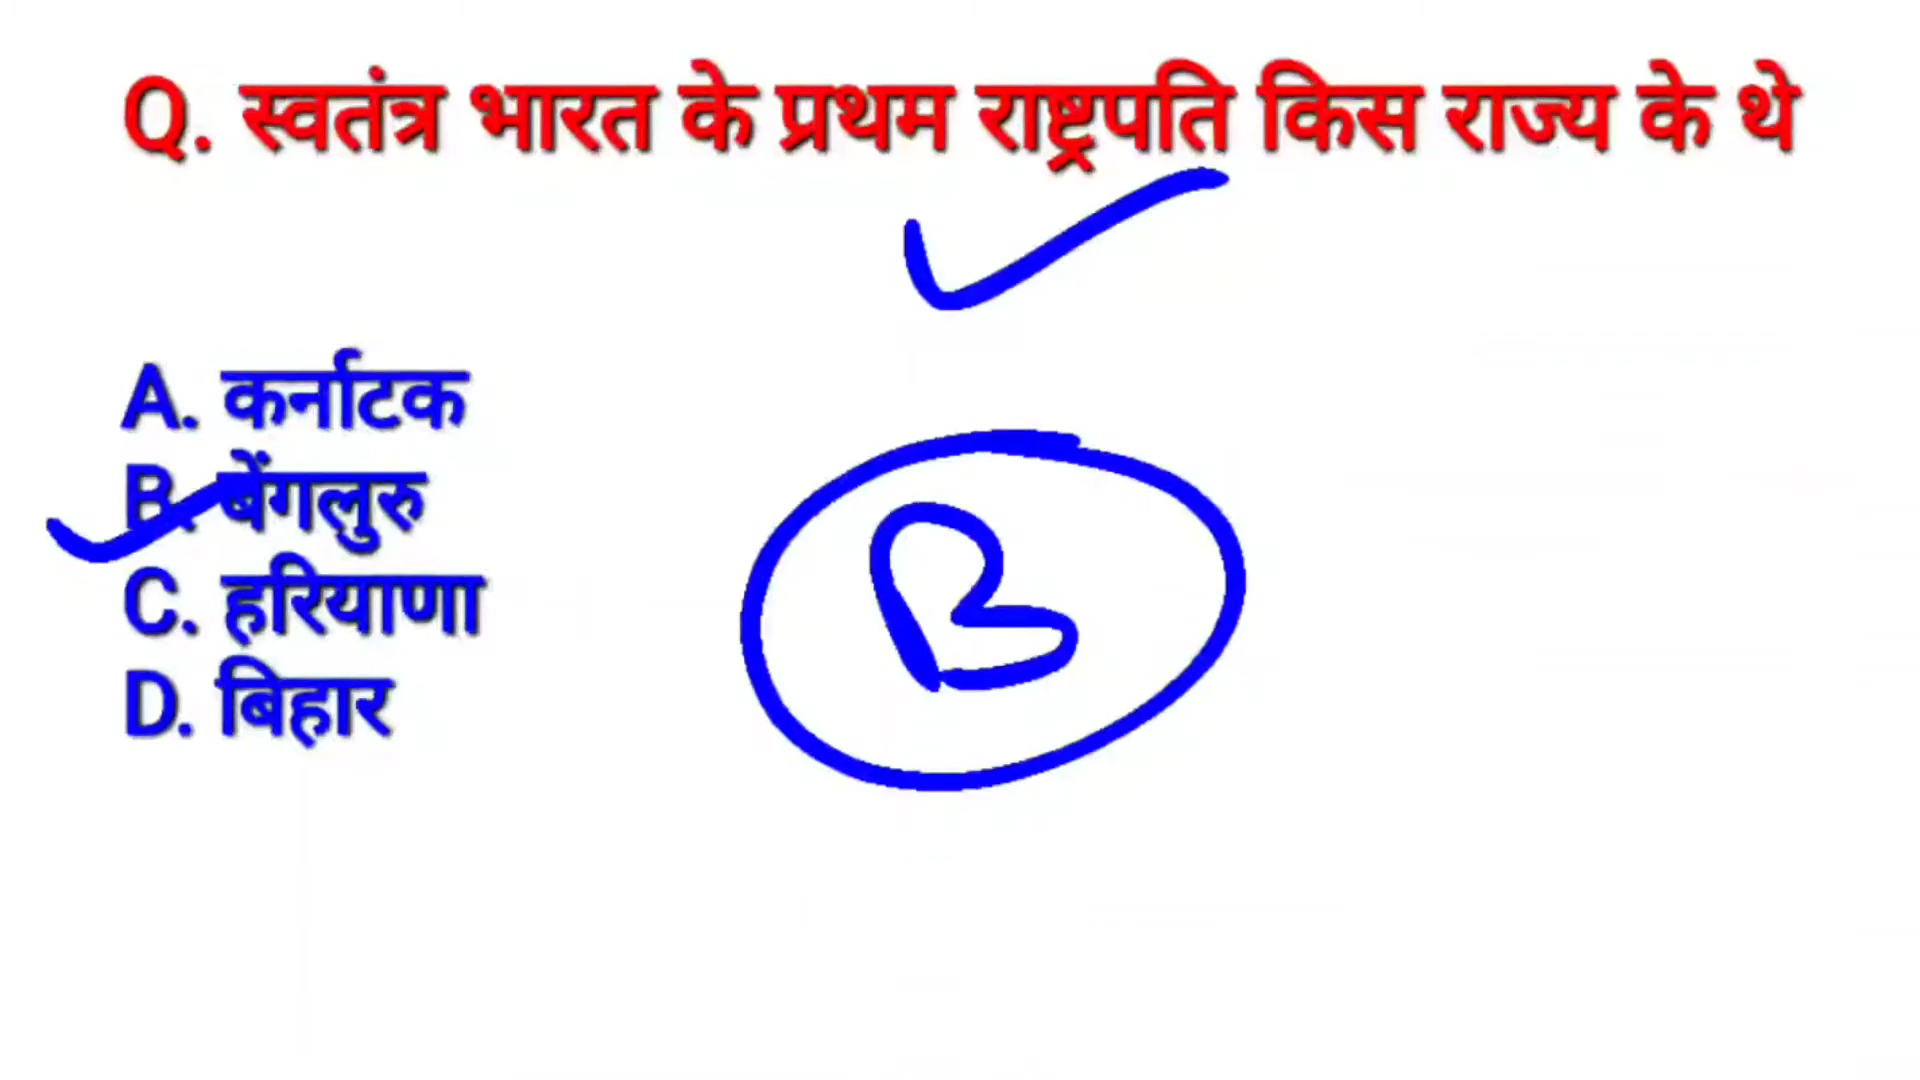 Q. स्वतंत्र भारत के प्रथम राष्ट्रपति किस राज्य के थे
A. कर्नाटक
B. बेंगलुरु
C. हरियाणा
D. बिहार
B